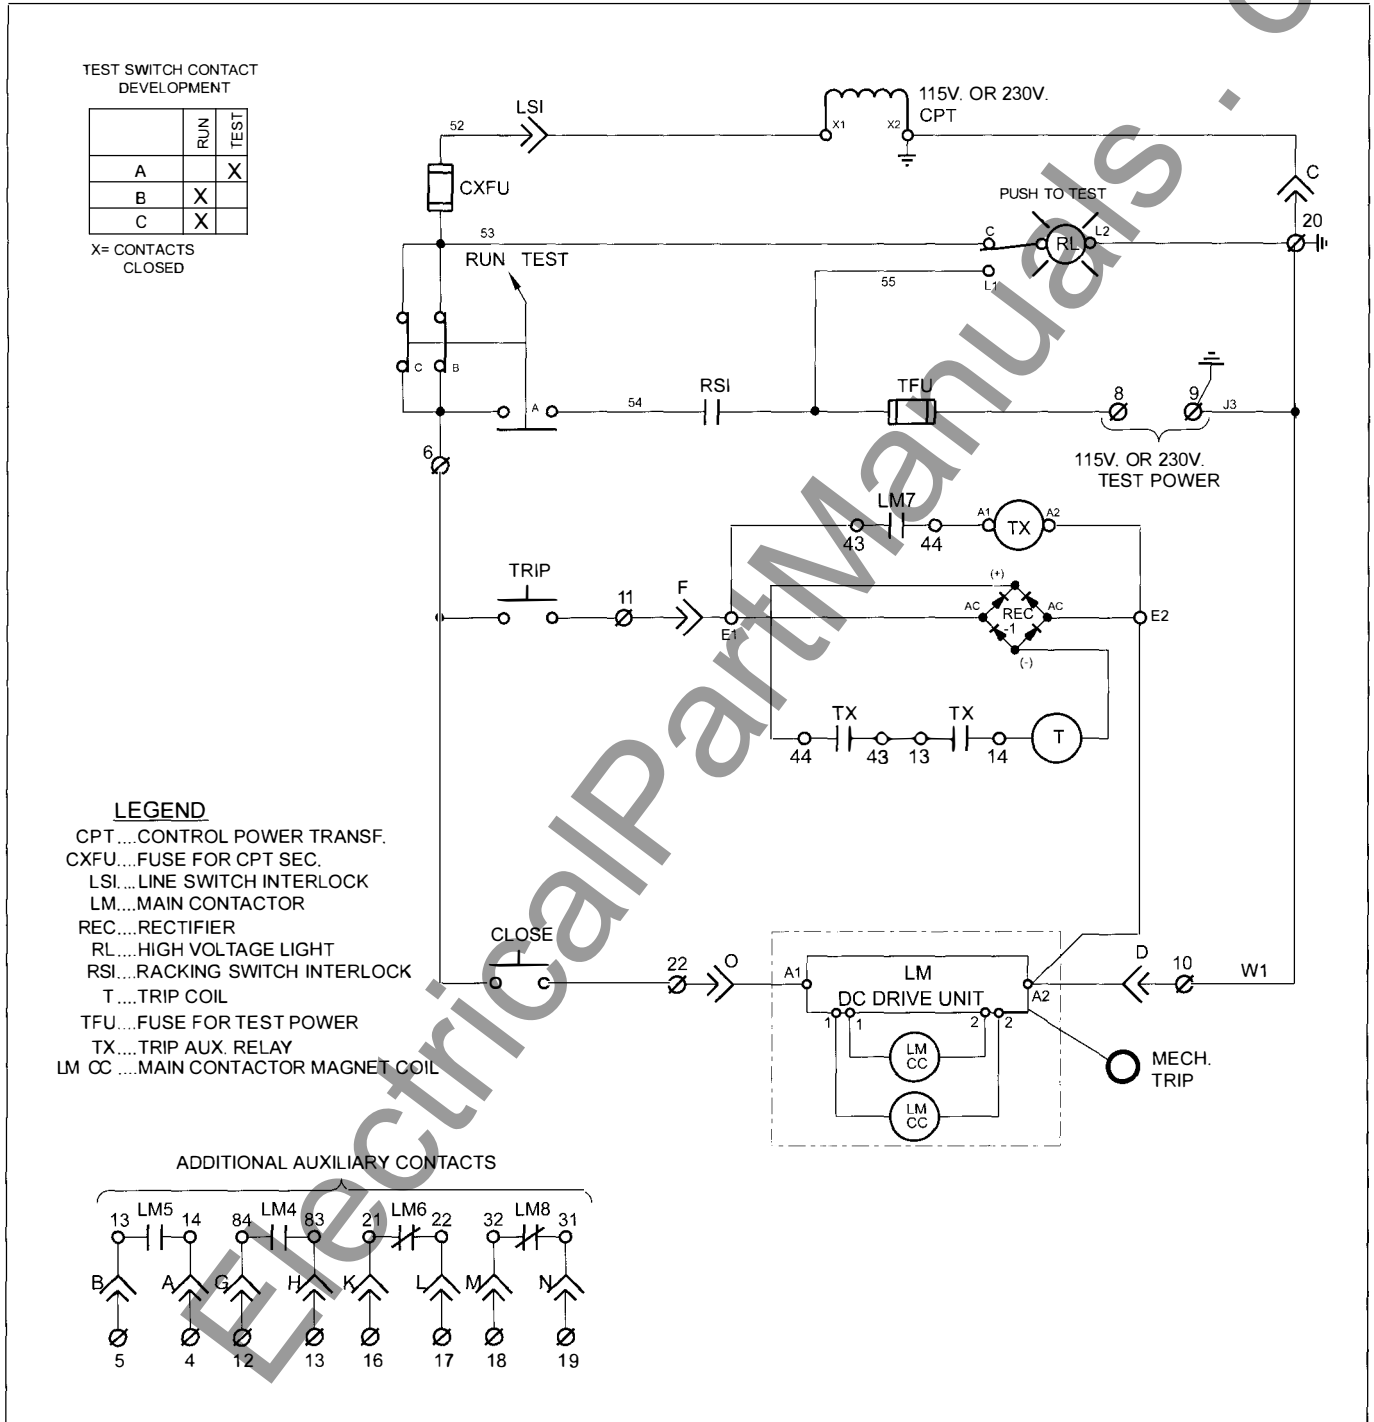 TEST SWITCH CONTACT
DEVELOPMENT
RUN TEST
A X
B X
C X
X= CONTACTS
CLOSED
LSI
52
CXFU
X1 X2
115V. OR 230V.
CPT
C
PUSH TO TEST
20
53
C
RL
L2
RUN TEST
55
L1
C B
A
54
RSI
TFU
8
9
J3
115V. OR 230V.
TEST POWER
6
LM7
43 44
A1 TX A2
TRIP
11
F
E1
(+)
AC REC AC
-1
(-)
E2
TX TX
44 43 13 14
T
LEGEND
CPT....CONTROL POWER TRANSF.
CXFU....FUSE FOR CPT SEC.
LSI....LINE SWITCH INTERLOCK
LM....MAIN CONTACTOR
REC....RECTIFIER
RL....HIGH VOLTAGE LIGHT
RSI....RACKING SWITCH INTERLOCK
T....TRIP COIL
TFU....FUSE FOR TEST POWER
TX....TRIP AUX. RELAY
LM CC ....MAIN CONTACTOR MAGNET COIL
CLOSE
22
O
A1
LM
DC DRIVE UNIT
A2
D
10
W1
1 1 2 2
LM
CC
LM
CC
MECH.
TRIP
ADDITIONAL AUXILIARY CONTACTS
13 LM5 14 84 LM4 83 21 LM6 22 32 LM8 31
B A G H K L M N
5 4 12 13 16 17 18 19
ElectricalPartManuals . c